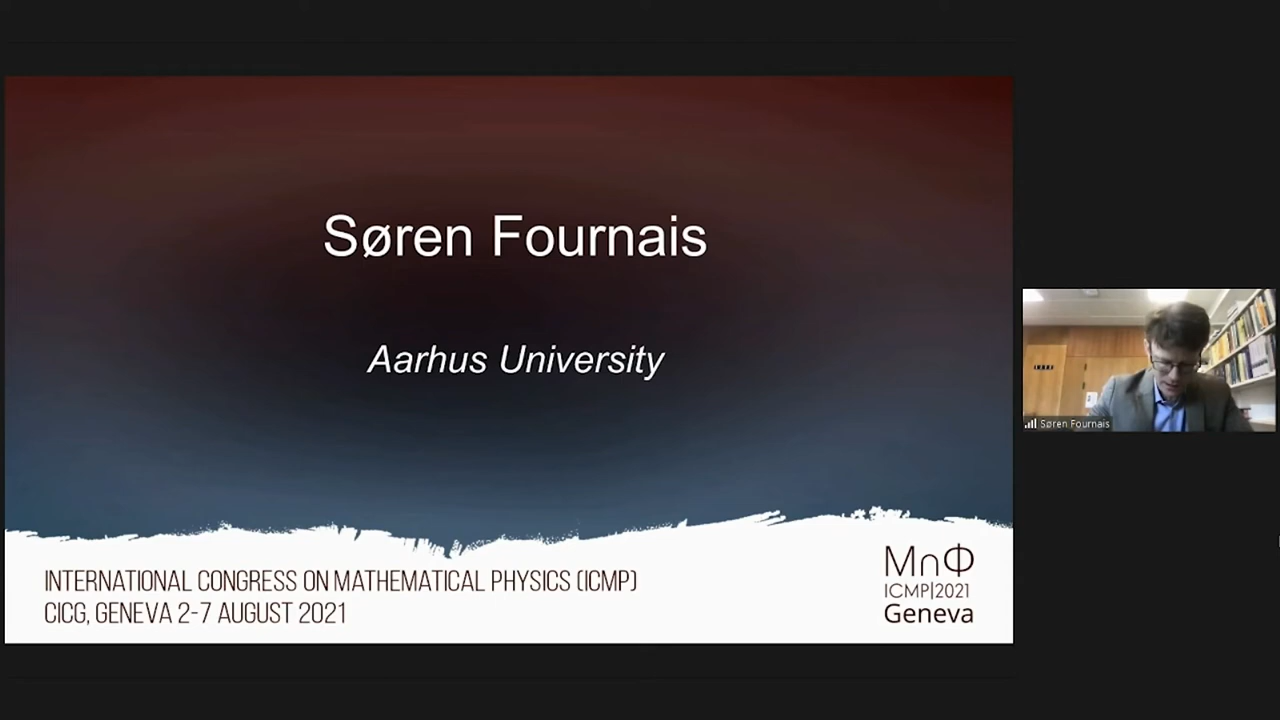 Søren Fournais
Aarhus University
Søren Fournais
INTERNATIONAL CONGRESS ON MATHEMATICAL PHYSICS (ICMP)
CICG, GENEVA 2-7 AUGUST 2021
M∩Φ
ICMP|2021
Geneva